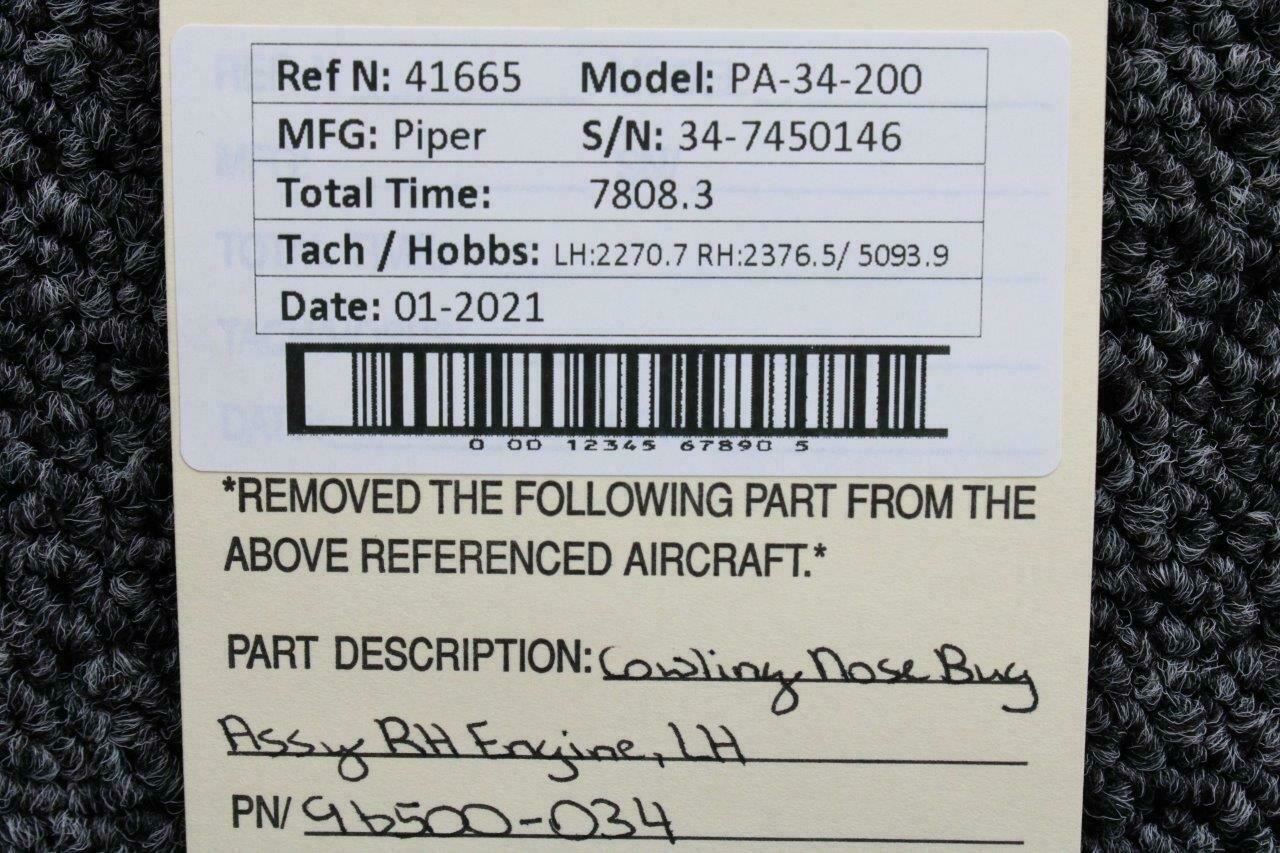 Ref N: 41665 Model: PA-34-200
MFG: Piper S/N: 34-7450146
Total Time: 7808.3
Tach / Hobbs: LH:2270.7 RH:2376.5/ 5093.9
Date: 01-2021
0 00 12345 67890 5
*REMOVED THE FOLLOWING PART FROM THE
ABOVE REFERENCED AIRCRAFT.*
PART DESCRIPTION: Cowling Nose Bug
Assy RH Engine, LH
PN/ 96500-034